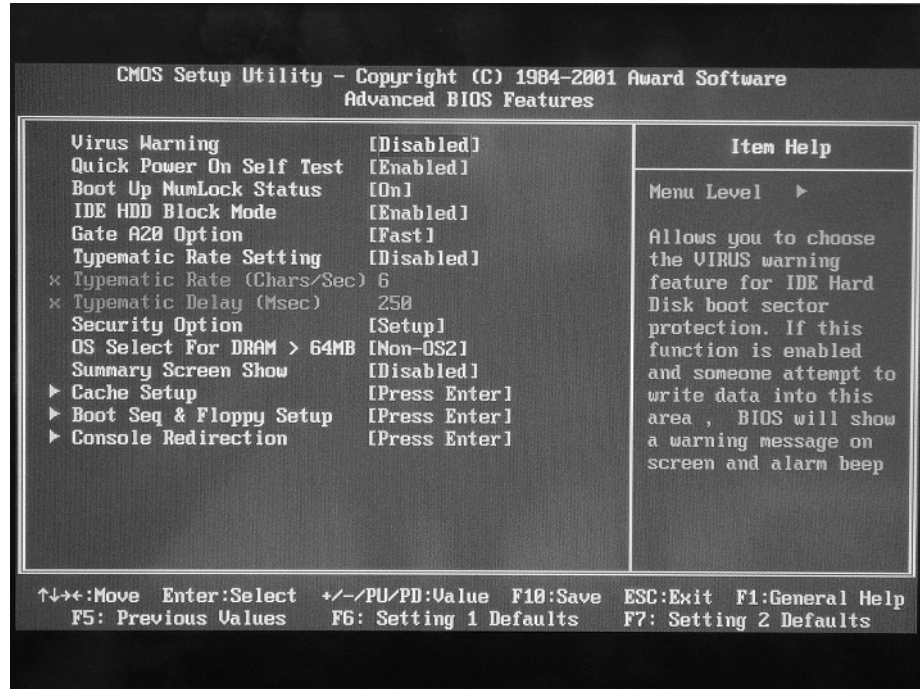 CMOS Setup Utility – Copyright (C) 1984–2001 Award Software
Advanced BIOS Features
Virus Warning [Disabled]
Quick Power On Self Test [Enabled]
Boot Up NumLock Status [On]
IDE HDD Block Mode [Enabled]
Gate A20 Option [Fast]
Typematic Rate Setting [Disabled]
x Typematic Rate (Chars/Sec) 6
x Typematic Delay (Msec) 250
Security Option [Setup]
OS Select For DRAM > 64MB [Non-OS2]
Summary Screen Show [Disabled]
▶ Cache Setup [Press Enter]
▶ Boot Seq & Floppy Setup [Press Enter]
▶ Console Redirection [Press Enter]
Item Help
Menu Level ▶
Allows you to choose
the VIRUS warning
feature for IDE Hard
Disk boot sector
protection. If this
function is enabled
and someone attempt to
write data into this
area , BIOS will show
a warning message on
screen and alarm beep
↑↓→←:Move Enter:Select +/-/PU/PD:Value F10:Save ESC:Exit F1:General Help
F5: Previous Values F6: Setting 1 Defaults F7: Setting 2 Defaults